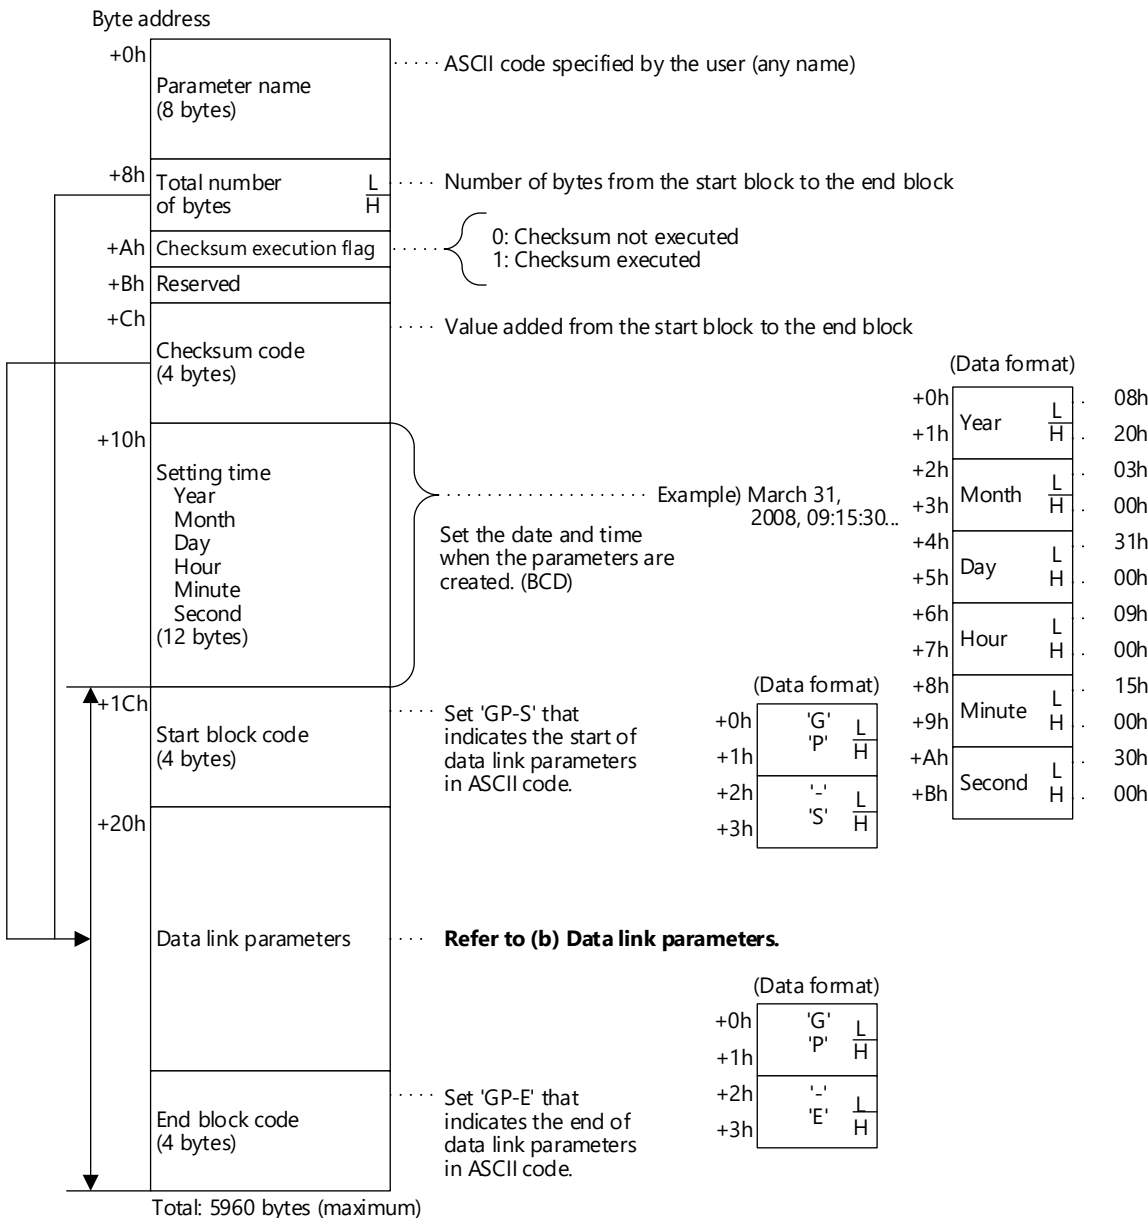 Byte address
+0h
Parameter name
(8 bytes)
ASCII code specified by the user (any name)
+8h
Total number
of bytes
L
H
Number of bytes from the start block to the end block
+Ah
Checksum execution flag
0: Checksum not executed
1: Checksum executed
+Bh
Reserved
+Ch
Checksum code
(4 bytes)
Value added from the start block to the end block
+10h
Setting time
Year
Month
Day
Hour
Minute
Second
(12 bytes)
Set the date and time
when the parameters are
created. (BCD)
Example) March 31,
2008, 09:15:30...
(Data format)
+0h
+1h
Year
L
H
08h
20h
+2h
+3h
Month
L
H
03h
00h
+4h
+5h
Day
L
H
31h
00h
+6h
+7h
Hour
L
H
09h
00h
+8h
+9h
Minute
L
H
15h
00h
+Ah
+Bh
Second
L
H
30h
00h
+1Ch
Start block code
(4 bytes)
Set 'GP-S' that
indicates the start of
data link parameters
in ASCII code.
(Data format)
+0h
+1h
'G'
'P'
L
H
+2h
+3h
'-'
'S'
L
H
+20h
Data link parameters
Refer to (b) Data link parameters.
End block code
(4 bytes)
Set 'GP-E' that
indicates the end of
data link parameters
in ASCII code.
(Data format)
+0h
+1h
'G'
'P'
L
H
+2h
+3h
'-'
'E'
L
H
Total: 5960 bytes (maximum)